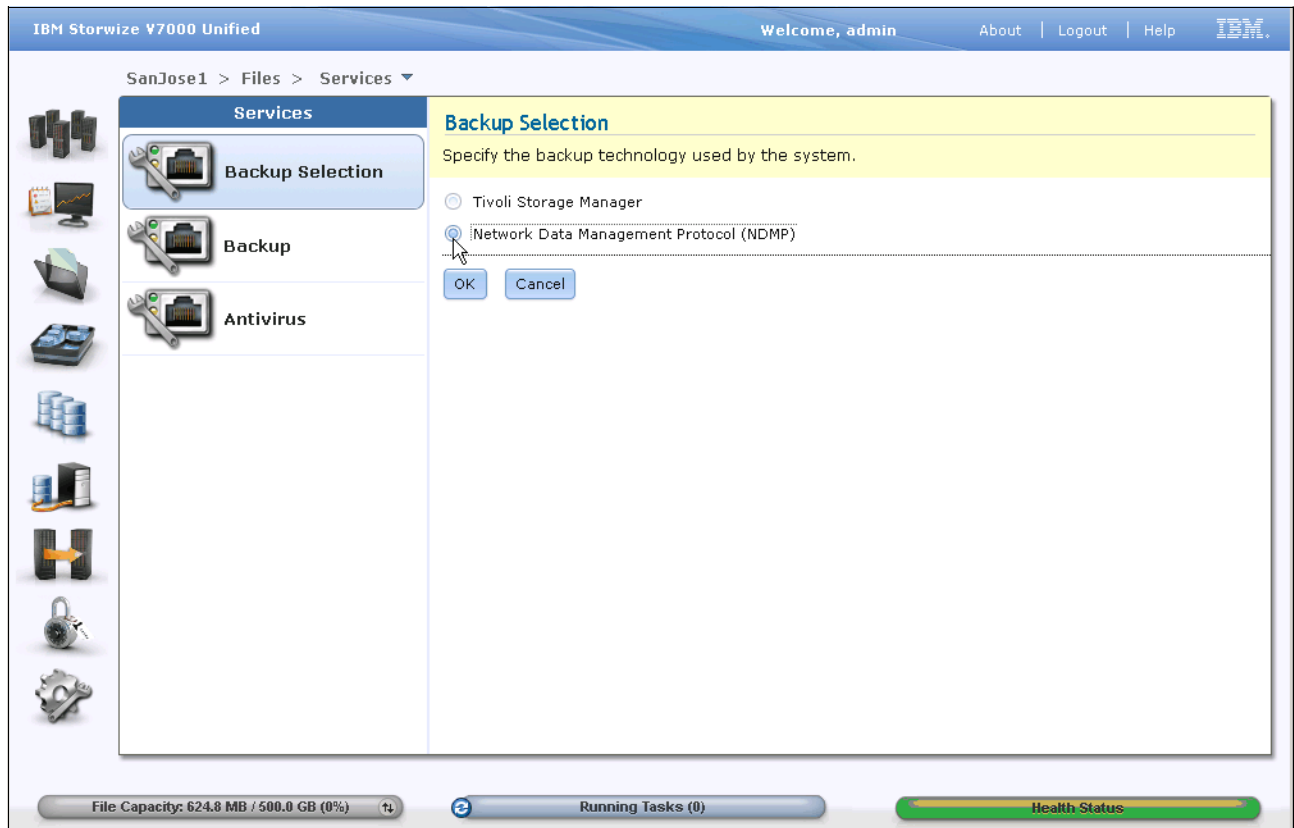 IBM Storwize V7000 Unified
Welcome, admin
About | Logout | Help
IBM.
SanJose1 > Files > Services
Services
Backup Selection
Backup
Antivirus
Backup Selection
Specify the backup technology used by the system.
Tivoli Storage Manager
Network Data Management Protocol (NDMP)
OK
Cancel
File Capacity: 624.8 MB / 500.0 GB (0%)
Running Tasks (0)
Health Status